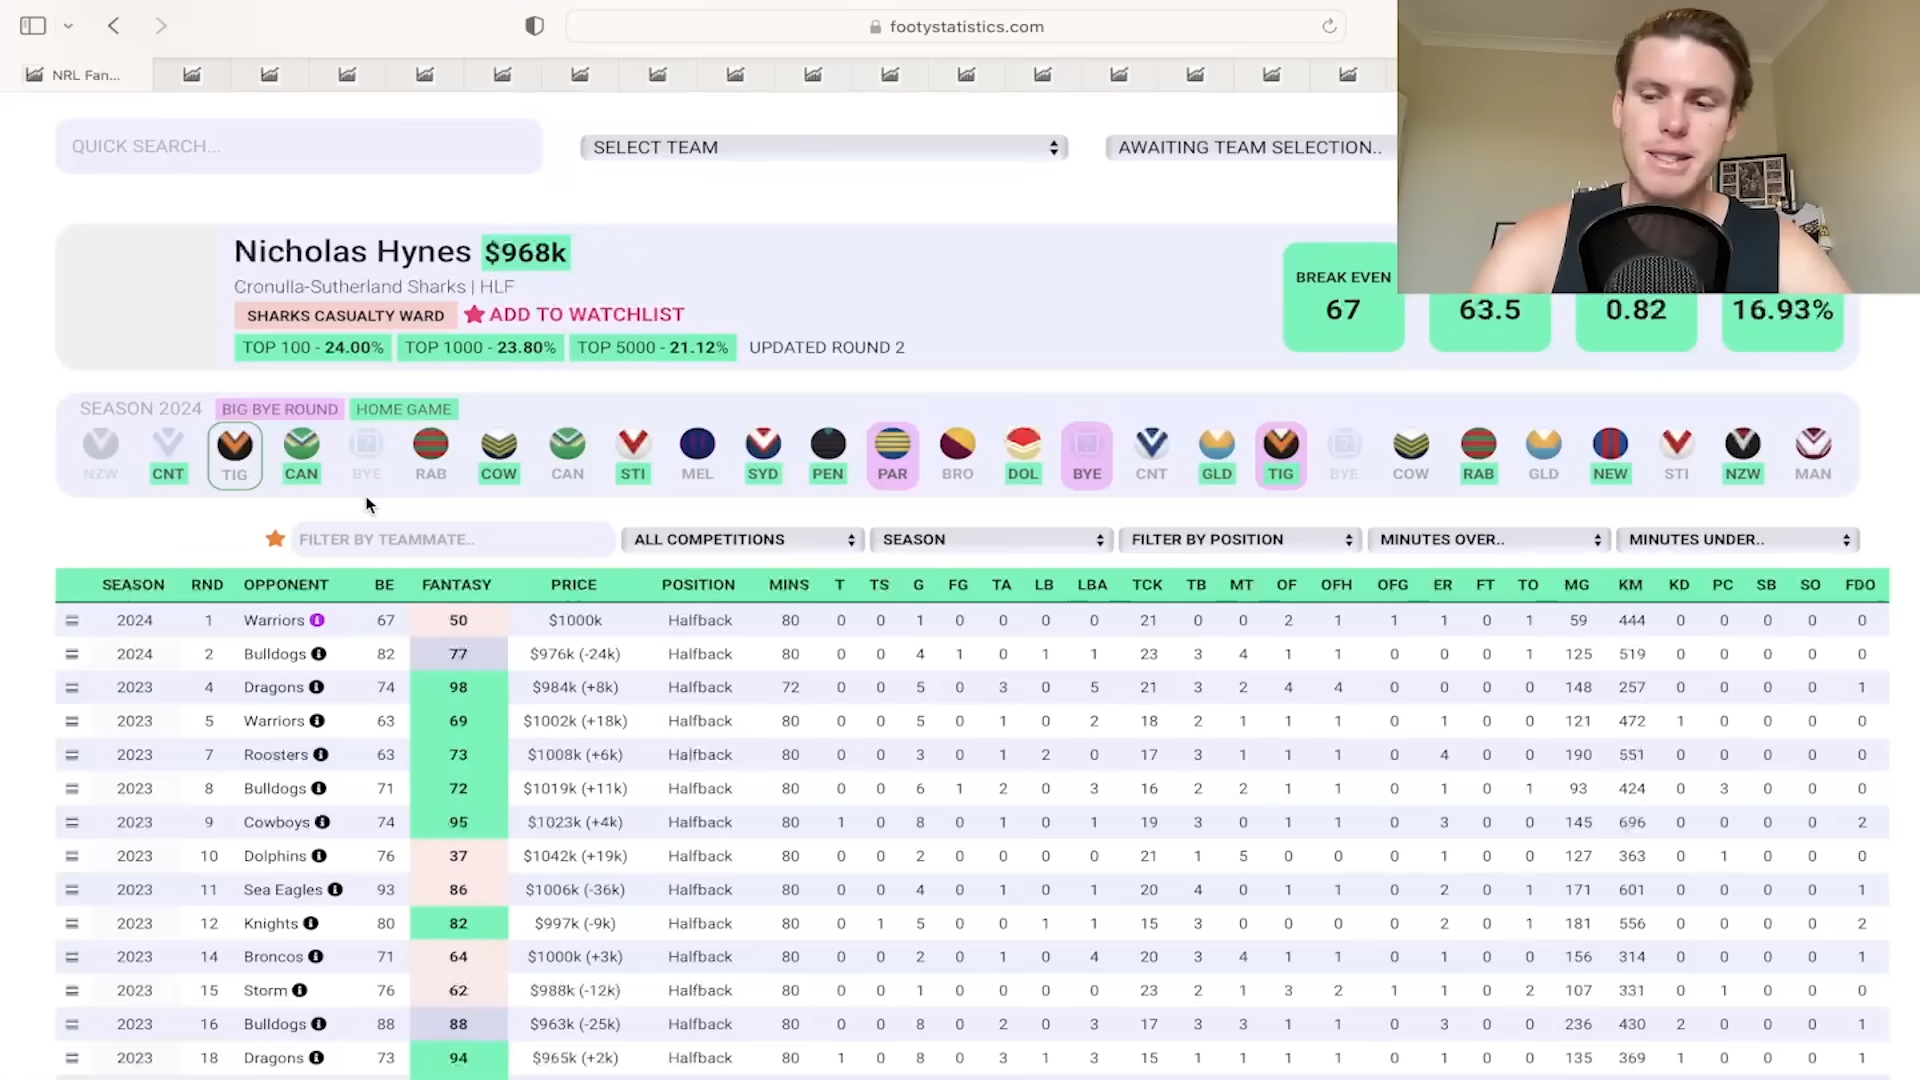 footystatistics.com
NRL Fan...
QUICK SEARCH...
SELECT TEAM
AWAITING TEAM SELECTION..
Nicholas Hynes $968k
Cronulla-Sutherland Sharks | HLF
SHARKS CASUALTY WARD ADD TO WATCHLIST
TOP 100 - 24.00% TOP 1000 - 23.80% TOP 5000 - 21.12% UPDATED ROUND 2
BREAK EVEN
67 63.5 0.82 16.93%
SEASON 2024 BIG BYE ROUND HOME GAME
NZW CNT TIG CAN BYE RAB COW CAN STI MEL SYD PEN PAR BRO DOL BYE CNT GLD TIG BYE COW RAB GLD NEW STI NZW MAN
FILTER BY TEAMMATE.. ALL COMPETITIONS SEASON FILTER BY POSITION MINUTES OVER.. MINUTES UNDER..
SEASON RND OPPONENT BE FANTASY PRICE POSITION MINS T TS G FG TA LB LBA TCK TB MT OF OFH OFG ER FT TO MG KM KD PC SB SO FDO
2024 1 Warriors 67 50 $1000k Halfback 80 0 0 1 0 0 0 0 21 0 0 2 1 1 1 0 1 59 444 0 0 0 0 0
2024 2 Bulldogs 82 77 $976k (-24k) Halfback 80 0 0 4 1 0 1 1 23 3 4 1 1 0 0 0 1 125 519 0 0 0 0 0
2023 4 Dragons 74 98 $984k (+8k) Halfback 72 0 0 5 0 3 0 5 21 3 2 4 4 0 0 0 0 148 257 0 0 0 0 1
2023 5 Warriors 63 69 $1002k (+18k) Halfback 80 0 0 5 0 1 0 2 18 2 1 1 1 0 1 0 0 121 472 1 0 0 0 0
2023 7 Roosters 63 73 $1008k (+6k) Halfback 80 0 0 3 0 1 2 0 17 3 1 1 1 0 4 0 0 190 551 0 0 0 0 0
2023 8 Bulldogs 71 72 $1019k (+11k) Halfback 80 0 0 6 1 2 0 3 16 2 2 1 1 0 1 0 1 93 424 0 3 0 0 0
2023 9 Cowboys 74 95 $1023k (+4k) Halfback 80 1 0 8 0 1 0 1 19 3 0 1 1 0 3 0 0 145 696 0 0 0 0 2
2023 10 Dolphins 76 37 $1042k (+19k) Halfback 80 0 0 2 0 0 0 0 21 1 5 0 0 0 1 0 0 127 363 0 1 0 0 0
2023 11 Sea Eagles 93 86 $1006k (-36k) Halfback 80 0 0 4 0 1 0 1 20 4 0 1 1 0 2 0 1 171 601 0 0 0 0 1
2023 12 Knights 80 82 $997k (-9k) Halfback 80 0 1 5 0 0 1 1 15 3 0 0 0 0 2 0 1 181 556 0 0 0 0 2
2023 14 Broncos 71 64 $1000k (+3k) Halfback 80 0 0 2 0 1 0 4 20 3 4 1 1 0 1 0 0 156 314 0 0 0 0 1
2023 15 Storm 76 62 $988k (-12k) Halfback 80 0 0 1 0 0 0 0 23 2 1 3 2 1 1 0 2 107 331 0 1 0 0 0
2023 16 Bulldogs 88 88 $963k (-25k) Halfback 80 0 0 8 0 2 0 3 17 3 3 1 1 0 3 0 0 236 430 2 0 0 0 1
2023 18 Dragons 73 94 $965k (+2k) Halfback 80 1 0 8 0 3 1 3 15 1 1 1 1 0 1 0 0 135 369 1 0 0 0 1